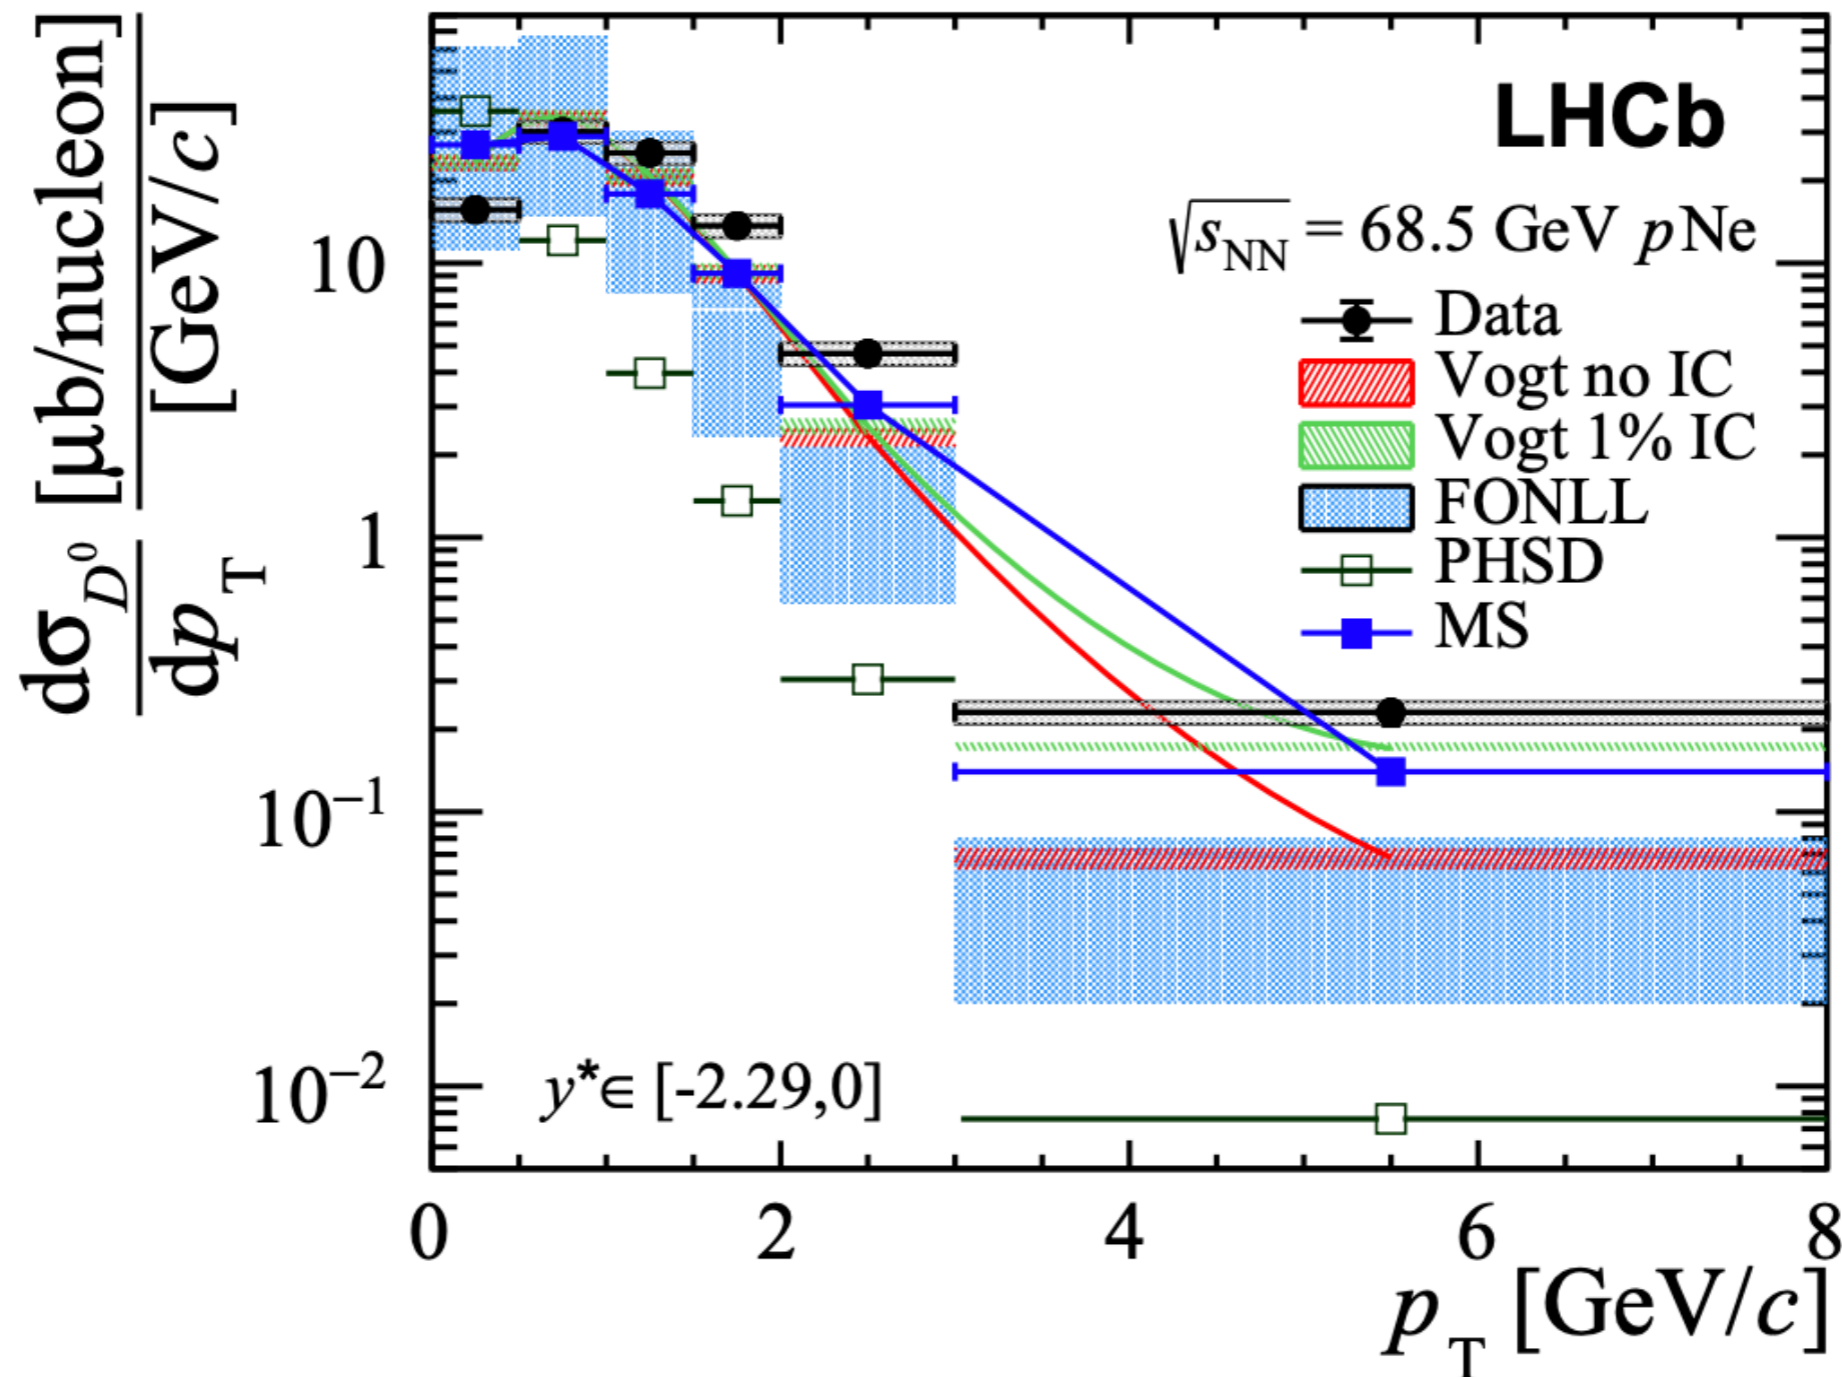 LHCb
√s_NN = 68.5 GeV pNe
Data
Vogt no IC
Vogt 1% IC
FONLL
PHSD
MS
dσ_D⁰ [μb/nucleon]
dp_T [GeV/c]
10
1
10⁻¹
10⁻²
y*∈ [-2.29,0]
0 2 4 6 8
p_T [GeV/c]